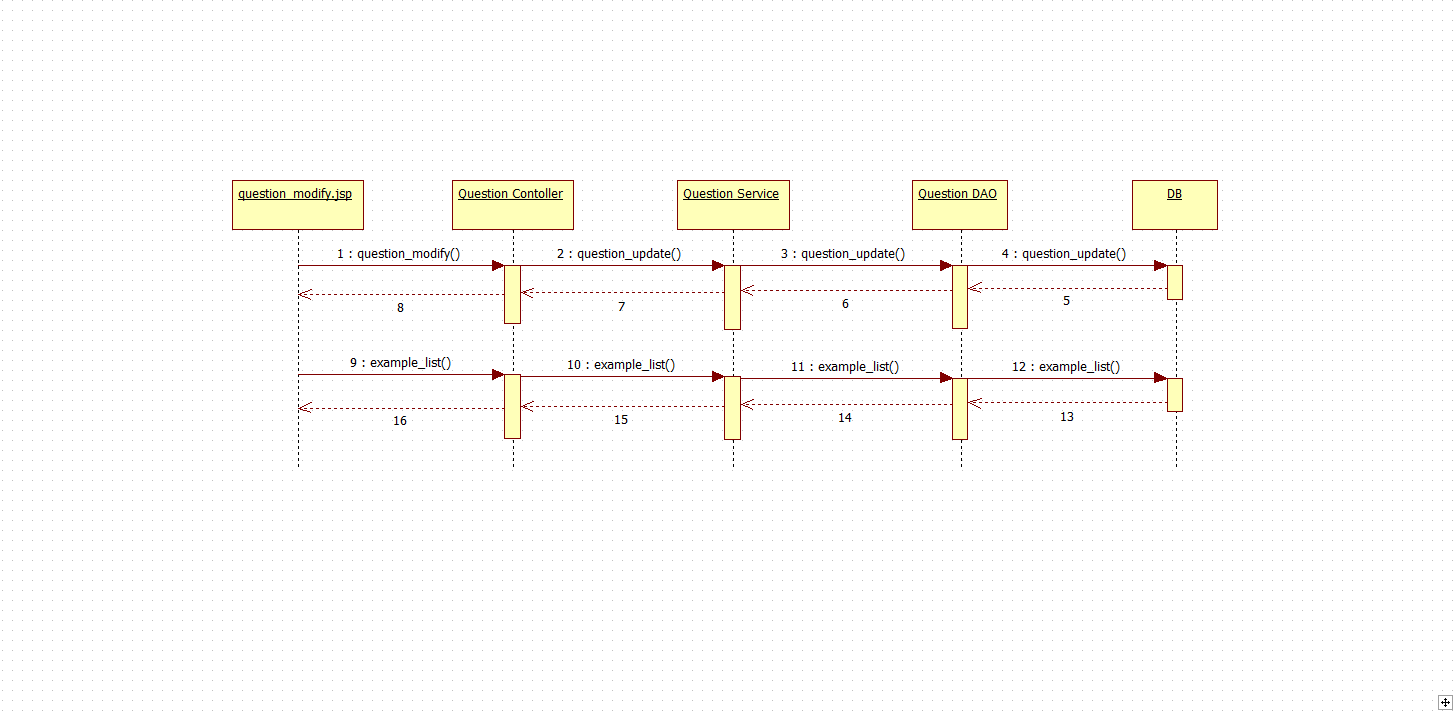 question_modify.jsp
Question Contoller
Question Service
Question DAO
DB
1 : question_modify()
2 : question_update()
3 : question_update()
4 : question_update()
8
7
6
5
9 : example_list()
10 : example_list()
11 : example_list()
12 : example_list()
16
15
14
13